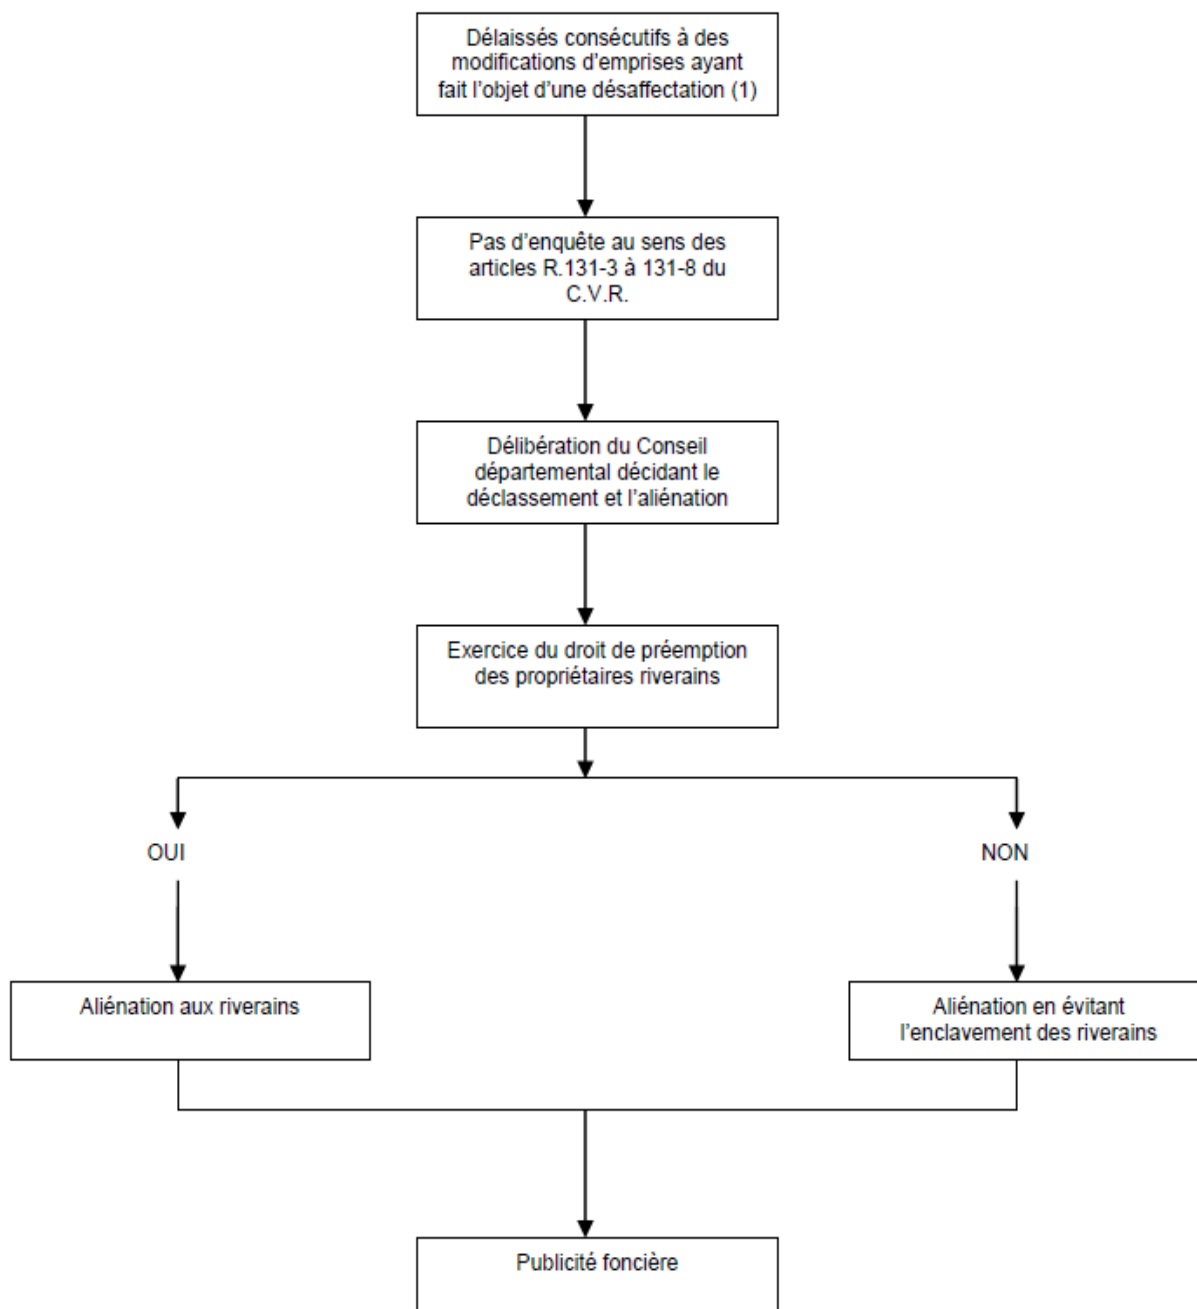 Délaissés consécutifs à des
modifications d'emprises ayant
fait l'objet d'une désaffectation (1)
Pas d'enquête au sens des
articles R.131-3 à 131-8 du
C.V.R.
Délibération du Conseil
départemental décidant le
déclassement et l'aliénation
Exercice du droit de préemption
des propriétaires riverains
OUI
NON
Aliénation aux riverains
Aliénation en évitant
l'enclavement des riverains
Publicité foncière